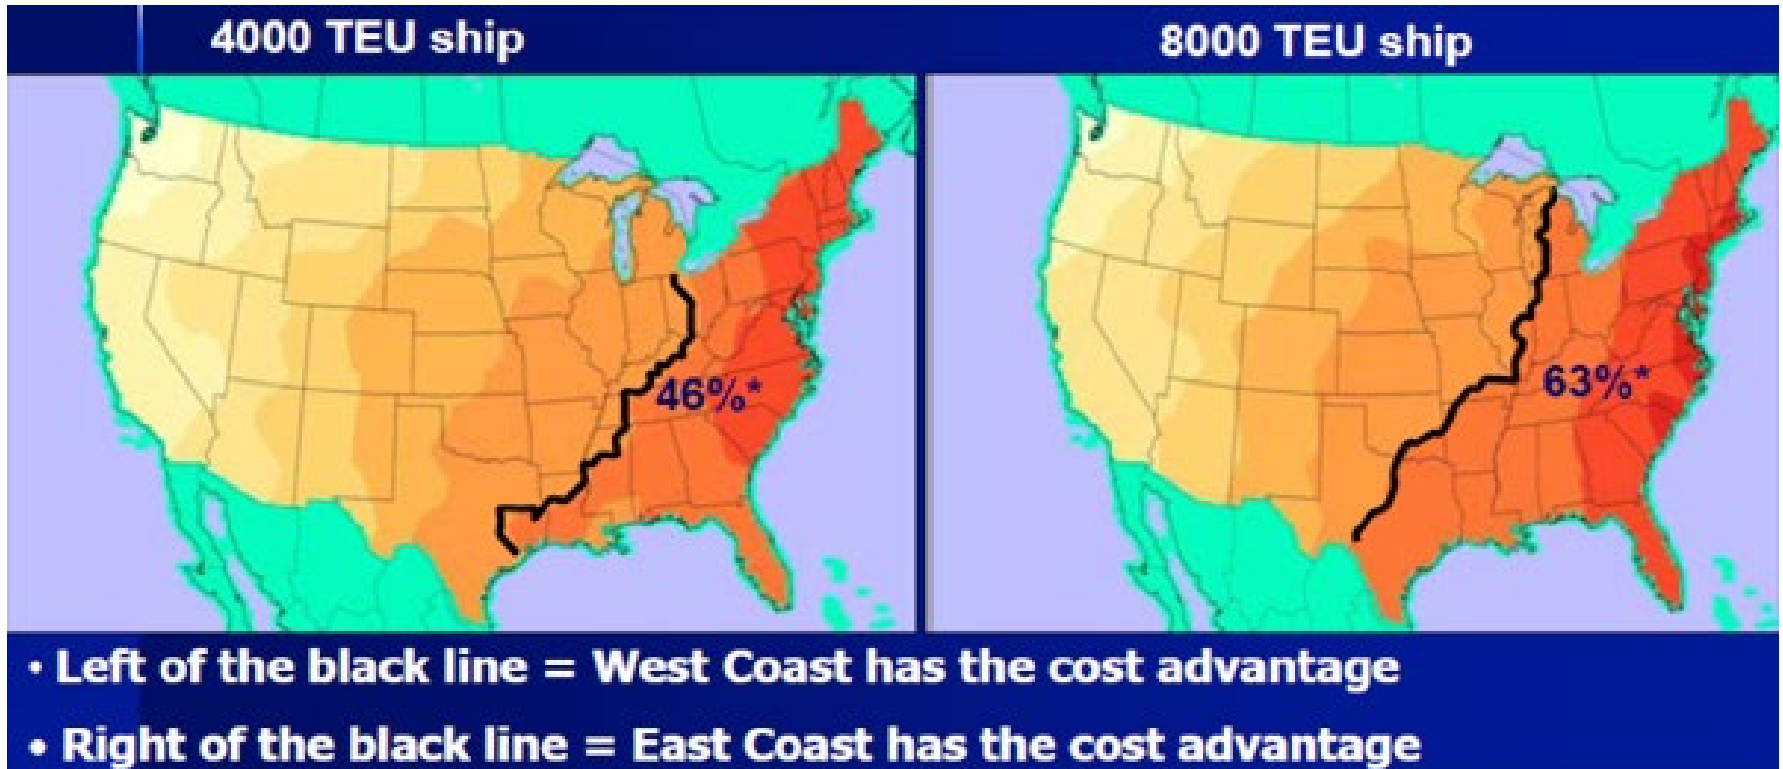 4000 TEU ship
8000 TEU ship
46%*
63%*
• Left of the black line = West Coast has the cost advantage
• Right of the black line = East Coast has the cost advantage